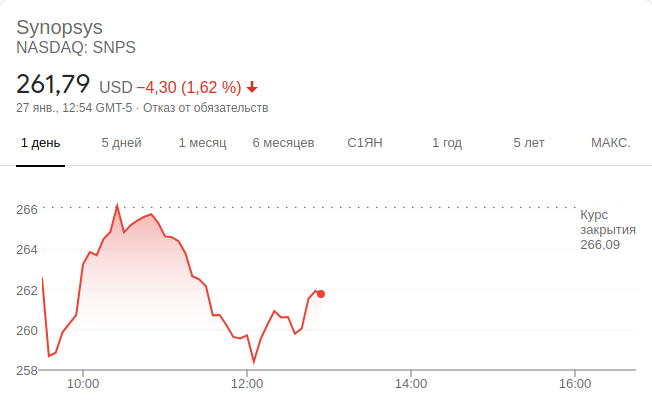 Synopsys
NASDAQ: SNPS
261,79 USD −4,30 (1,62 %)
27 янв., 12:54 GMT-5 · Отказ от обязательств
1 день 5 дней 1 месяц 6 месяцев С1ЯН 1 год 5 лет МАКС.
266
Курс
закрытия
266,09
264
262
260
258
10:00 12:00 14:00 16:00